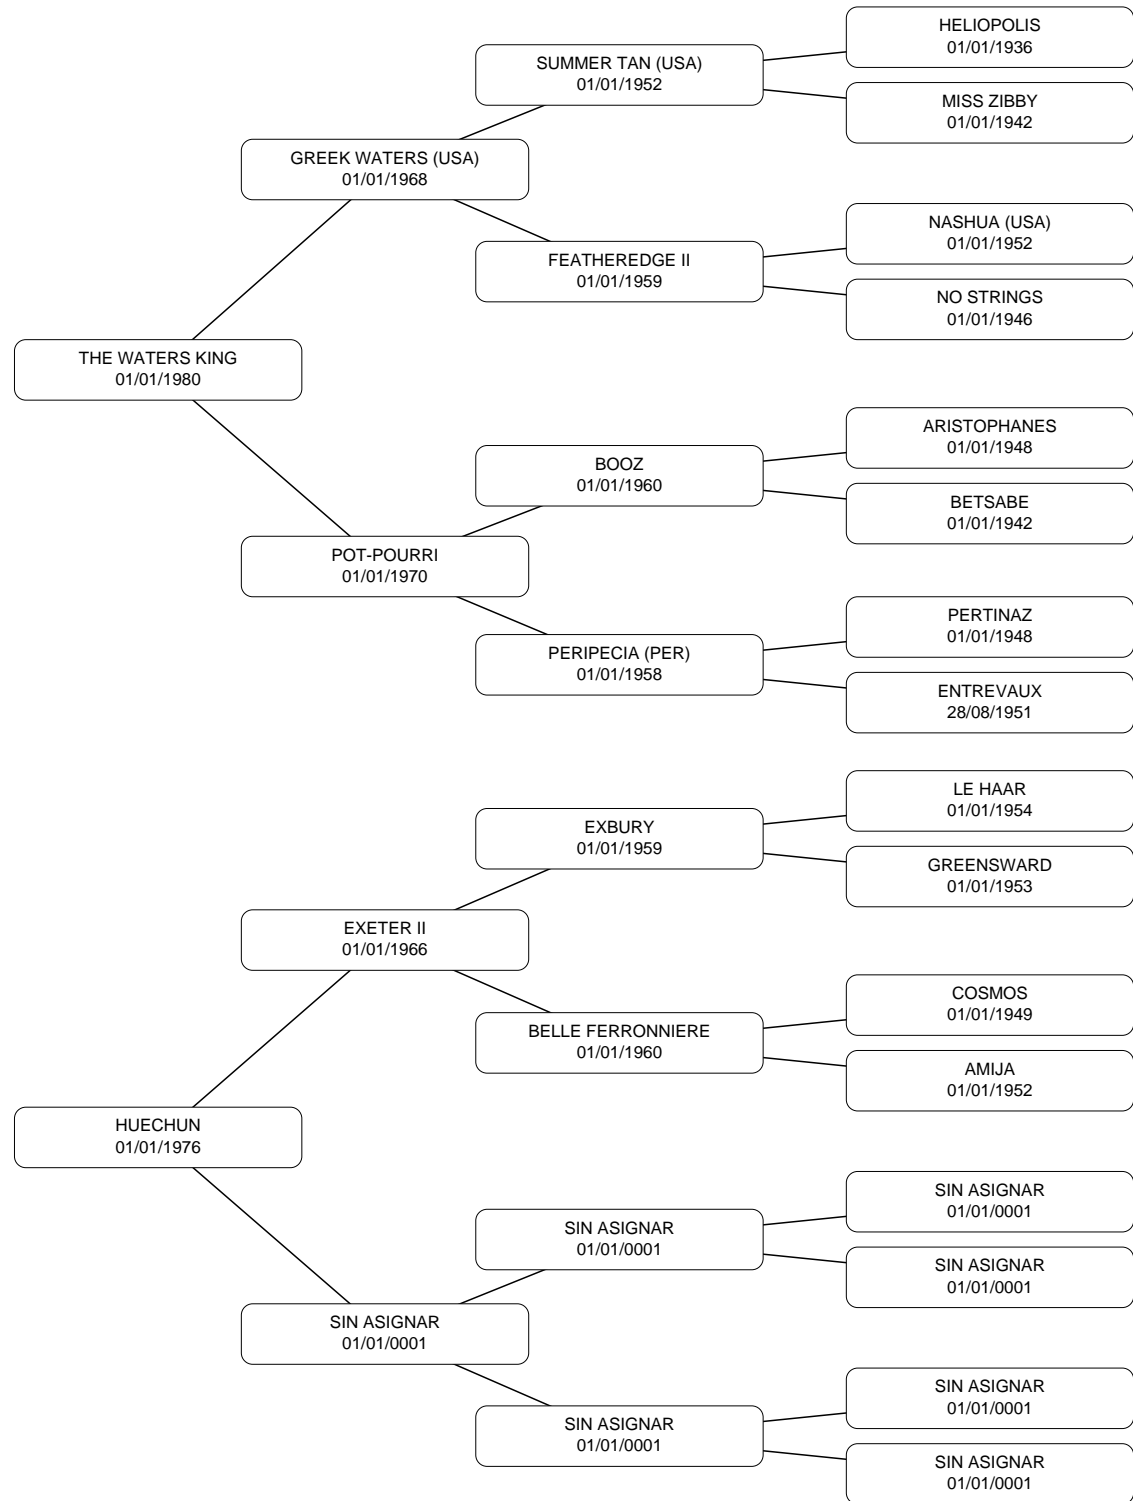 HELIOPOLIS
01/01/1936
SUMMER TAN (USA)
01/01/1952
MISS ZIBBY
01/01/1942
GREEK WATERS (USA)
01/01/1968
NASHUA (USA)
01/01/1952
FEATHEREDGE II
01/01/1959
NO STRINGS
01/01/1946
THE WATERS KING
01/01/1980
ARISTOPHANES
01/01/1948
BOOZ
01/01/1960
BETSABE
01/01/1942
POT-POURRI
01/01/1970
PERTINAZ
01/01/1948
PERIPECIA (PER)
01/01/1958
ENTREVAUX
28/08/1951
LE HAAR
01/01/1954
EXBURY
01/01/1959
GREENSWARD
01/01/1953
EXETER II
01/01/1966
COSMOS
01/01/1949
BELLE FERRONNIERE
01/01/1960
AMIJA
01/01/1952
HUECHUN
01/01/1976
SIN ASIGNAR
01/01/0001
SIN ASIGNAR
01/01/0001
SIN ASIGNAR
01/01/0001
SIN ASIGNAR
01/01/0001
SIN ASIGNAR
01/01/0001
SIN ASIGNAR
01/01/0001
SIN ASIGNAR
01/01/0001